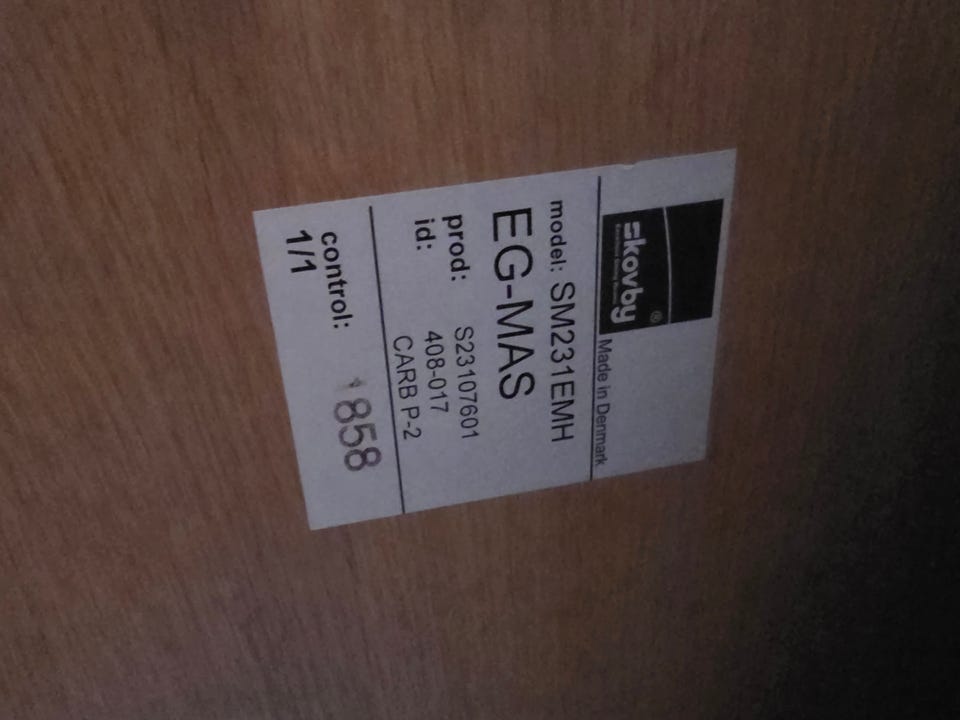 skovby®
Made in Denmark
model: SM231EMH
EG-MAS
prod: S23107601
id: 408-017
CARB P-2
control: 858
1/1